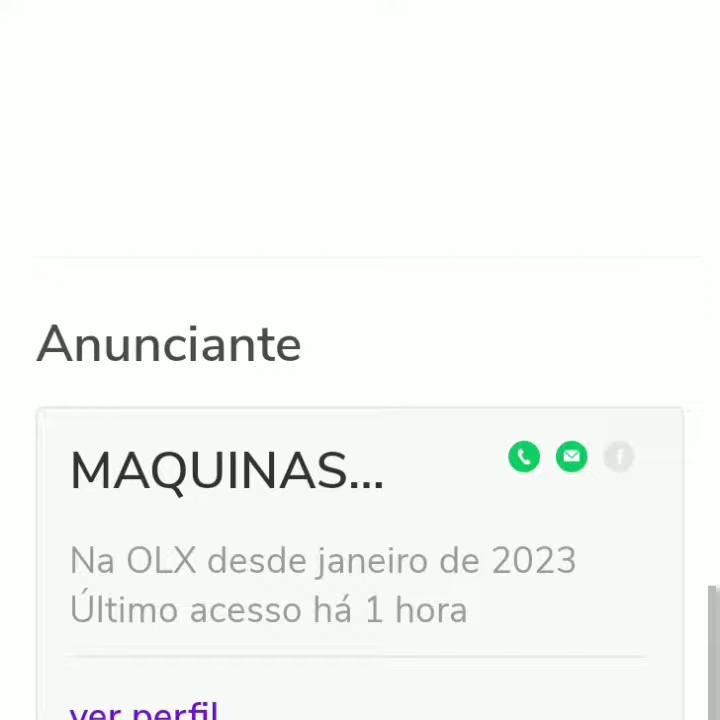 Anunciante
MAQUINAS...
Na OLX desde janeiro de 2023
Último acesso há 1 hora
ver perfil